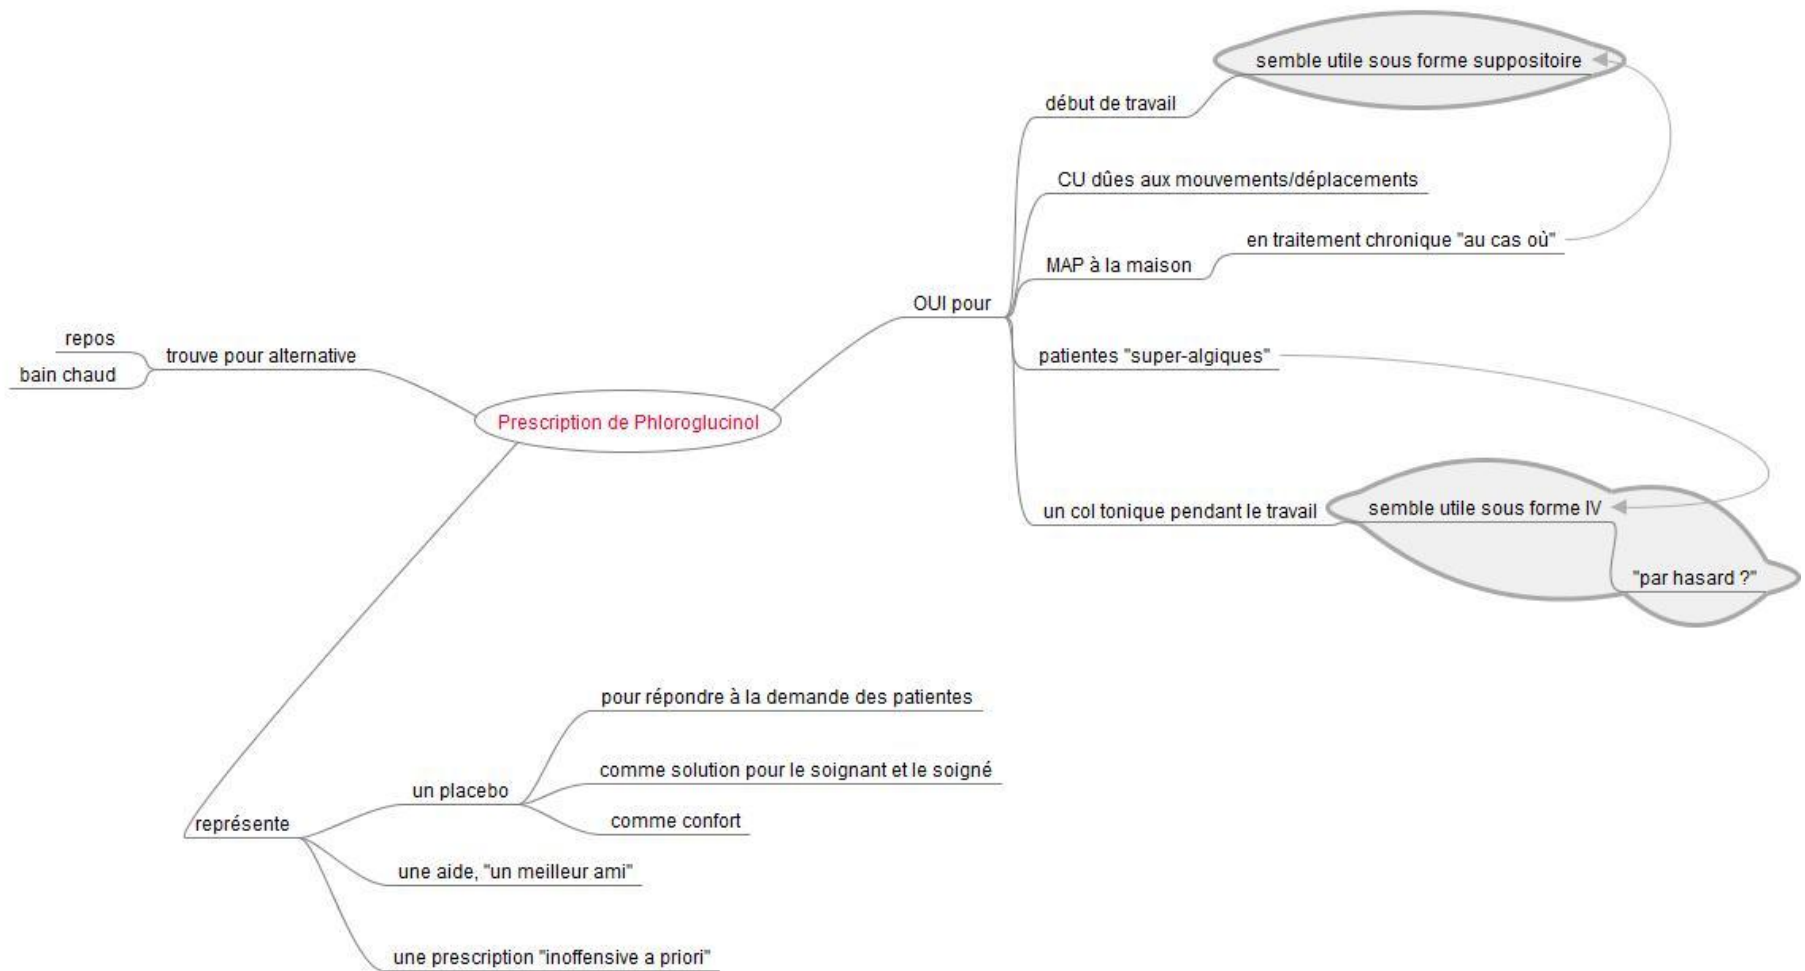 Prescription de Phloroglucinol
OUI pour
début de travail
semble utile sous forme suppositoire
CU dûes aux mouvements/déplacements
MAP à la maison
en traitement chronique "au cas où"
patientes "super-algiques"
un col tonique pendant le travail
semble utile sous forme IV
"par hasard ?"
trouve pour alternative
repos
bain chaud
représente
un placebo
pour répondre à la demande des patientes
comme solution pour le soignant et le soigné
comme confort
une aide, "un meilleur ami"
une prescription "inoffensive a priori"